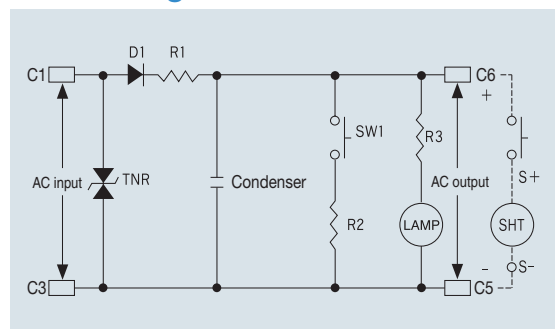 D1 R1
C1 C6
+
SW1 R3
S+
AC input TNR Condenser AC output
R2 LAMP SHT
- S-
C3 C5